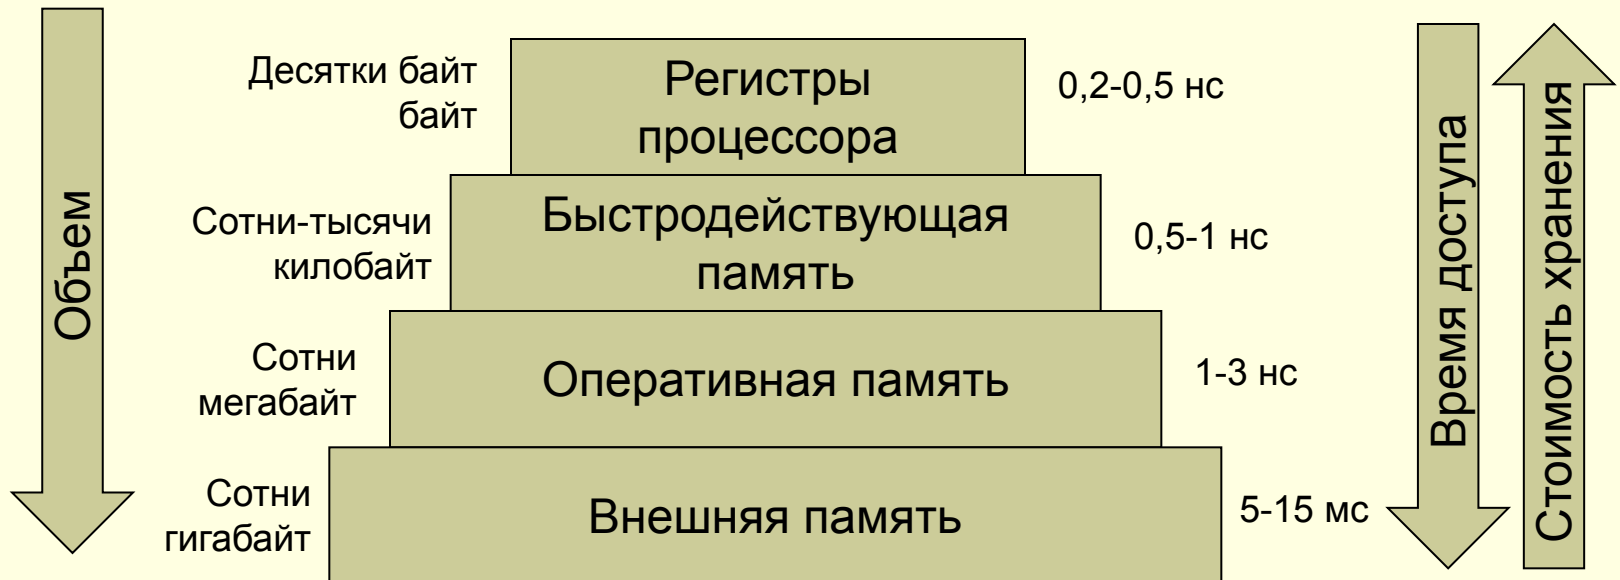 Объем
Десятки байт
байт
Регистры
процессора
0,2-0,5 нс
Сотни-тысячи
килобайт
Быстродействующая
память
0,5-1 нс
Сотни
мегабайт
Оперативная память
1-3 нс
Сотни
гигабайт
Внешняя память
5-15 мс
Время доступа
Стоимость хранения